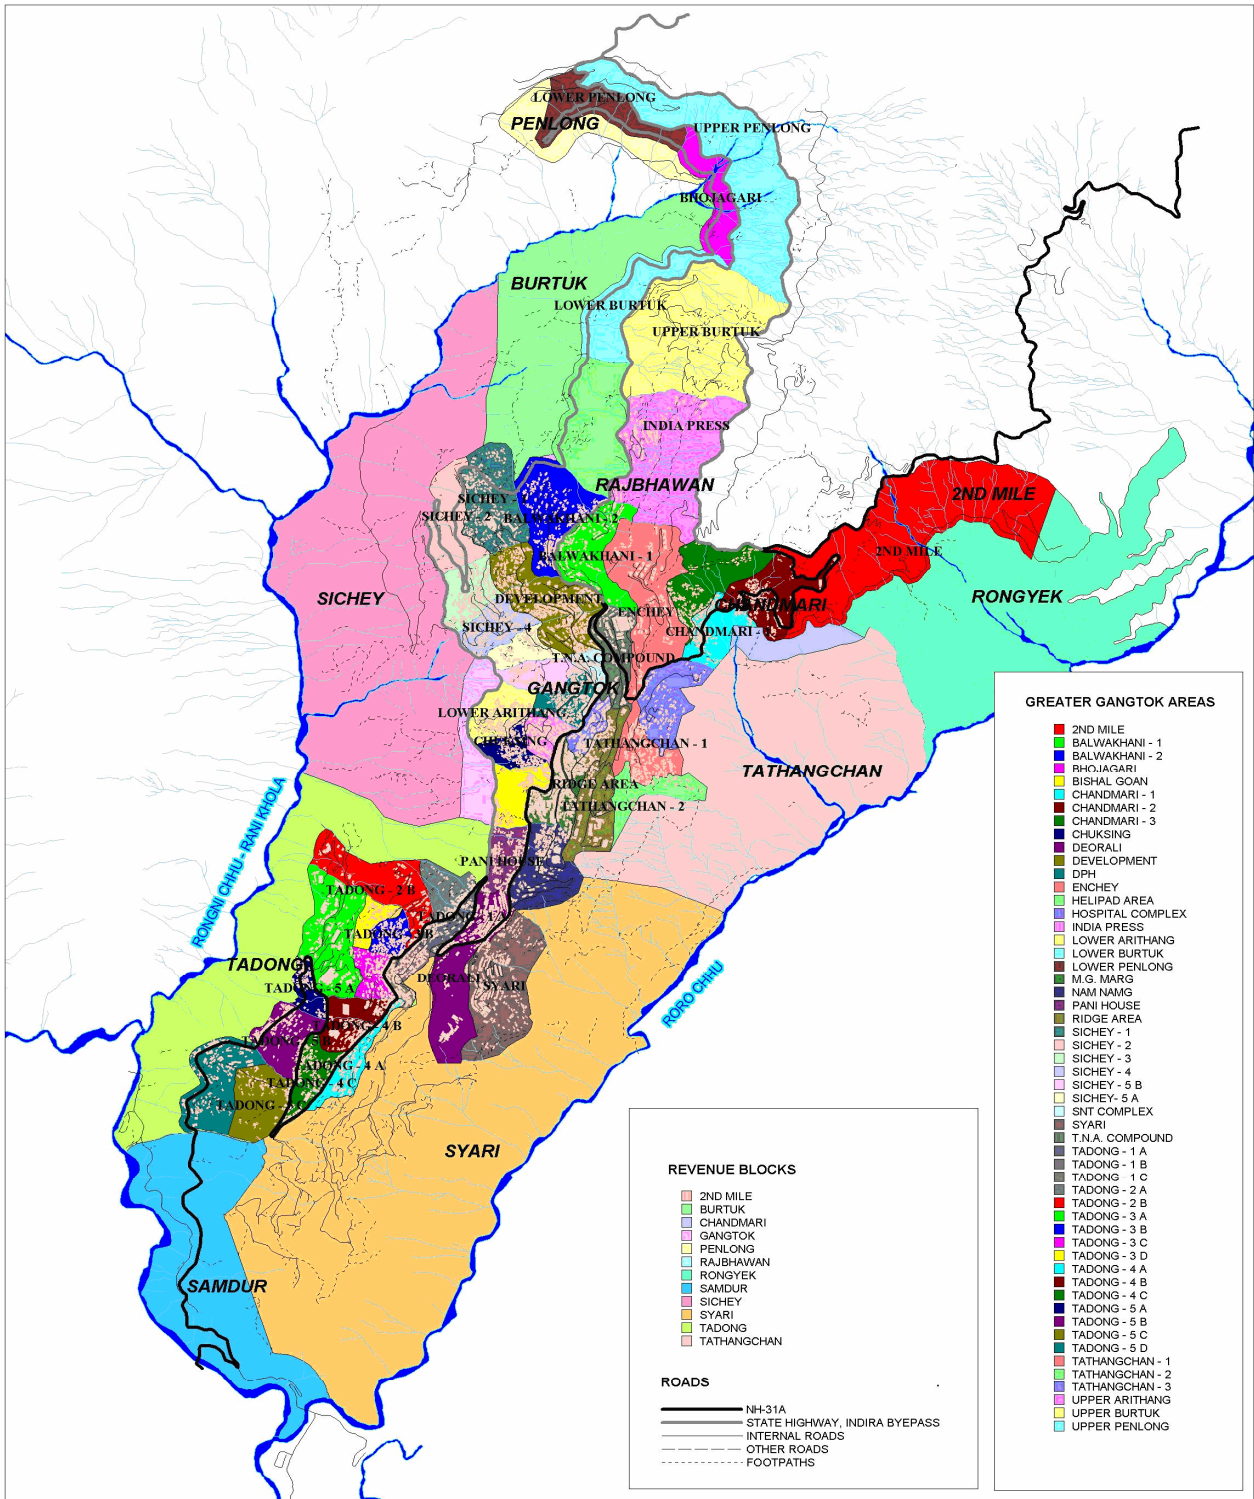 LOWER PENLONG
PENLONG
UPPER PENLONG
BHOJAGARI
BURTUK
LOWER BURTUK
UPPER BURTUK
INDIA PRESS
RAJBHAWAN
2ND MILE
SICHEY -
SICHEY - 2
BALWAKHANI - 2
BALWAKHANI - 1
2ND MILE
SICHEY
DEVELOPMENT
ENCHEY
CHANDMARI
RONGYEK
SICHEY - 4
CHANDMARI -
T.N.A. COMPOUND
GANGTOK
LOWER ARITHANG
CHUKSING
TATHANGCHAN - 1
TATHANGCHAN
RIDGE AREA
TATHANGCHAN - 2
RONGNI CHHU - RANI KHOLA
PANI HOUSE
TADONG - 2 B
TADONG - 1 A
TADONG - 3 B
TADONG
DEORALI
SYARI
TADONG - 5 A
RORO CHHU
TADONG - 4 B
TADONG - 5 B
TADONG - 4 A
TADONG - 4 C
TADONG - 5 C
SYARI
SAMDUR
GREATER GANGTOK AREAS
2ND MILE
BALWAKHANI - 1
BALWAKHANI - 2
BHOJAGARI
BISHAL GOAN
CHANDMARI - 1
CHANDMARI - 2
CHANDMARI - 3
CHUKSING
DEORALI
DEVELOPMENT
DPH
ENCHEY
HELIPAD AREA
HOSPITAL COMPLEX
INDIA PRESS
LOWER ARITHANG
LOWER BURTUK
LOWER PENLONG
M.G. MARG
NAM NAMG
PANI HOUSE
RIDGE AREA
SICHEY - 1
SICHEY - 2
SICHEY - 3
SICHEY - 4
SICHEY - 5 B
SICHEY- 5 A
SNT COMPLEX
SYARI
T.N.A. COMPOUND
TADONG - 1 A
TADONG - 1 B
TADONG 1 C
TADONG - 2 A
TADONG - 2 B
TADONG - 3 A
TADONG - 3 B
TADONG - 3 C
TADONG - 3 D
TADONG - 4 A
TADONG - 4 B
TADONG - 4 C
TADONG - 5 A
TADONG - 5 B
TADONG - 5 C
TADONG - 5 D
TATHANGCHAN - 1
TATHANGCHAN - 2
TATHANGCHAN - 3
UPPER ARITHANG
UPPER BURTUK
UPPER PENLONG
REVENUE BLOCKS
2ND MILE
BURTUK
CHANDMARI
GANGTOK
PENLONG
RAJBHAWAN
RONGYEK
SAMDUR
SICHEY
SYARI
TADONG
TATHANGCHAN
ROADS
NH-31A
STATE HIGHWAY, INDIRA BYEPASS
INTERNAL ROADS
OTHER ROADS
FOOTPATHS